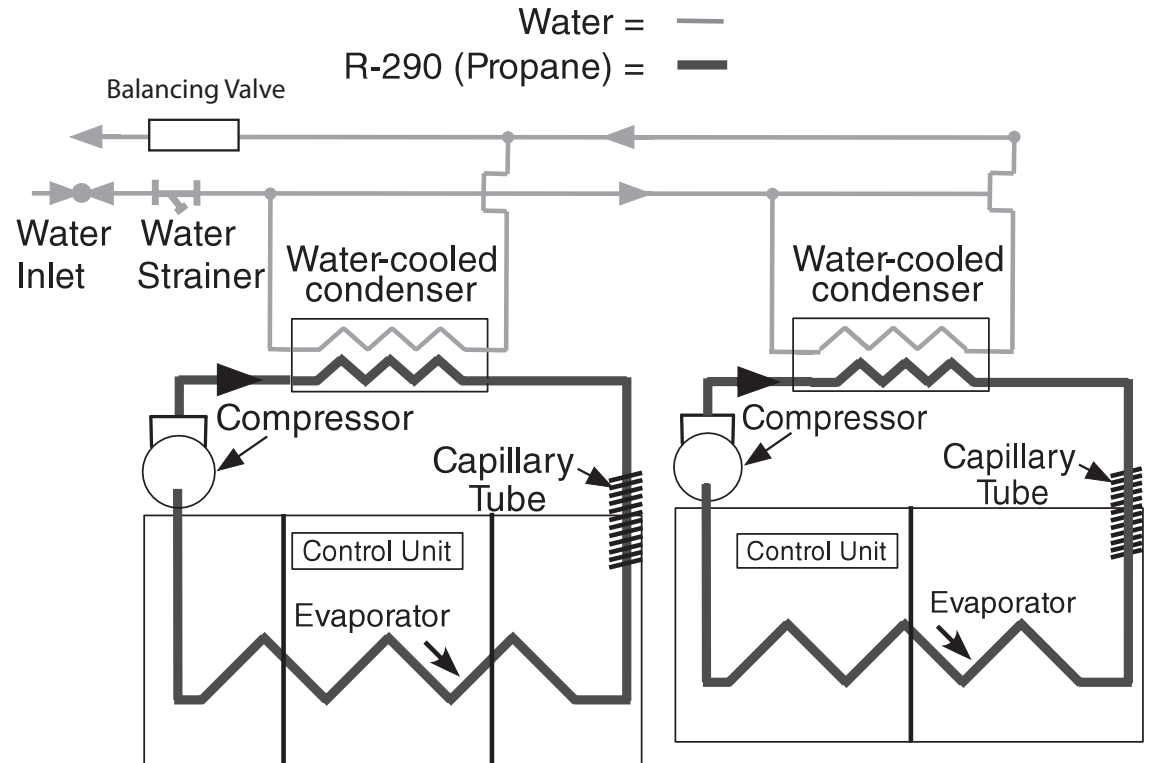 Water =
R-290 (Propane) =
Balancing Valve
Water
Inlet
Water
Strainer
Water-cooled
condenser
Water-cooled
condenser
Compressor
Compressor
Capillary
Tube
Capillary
Tube
Control Unit
Control Unit
Evaporator
Evaporator